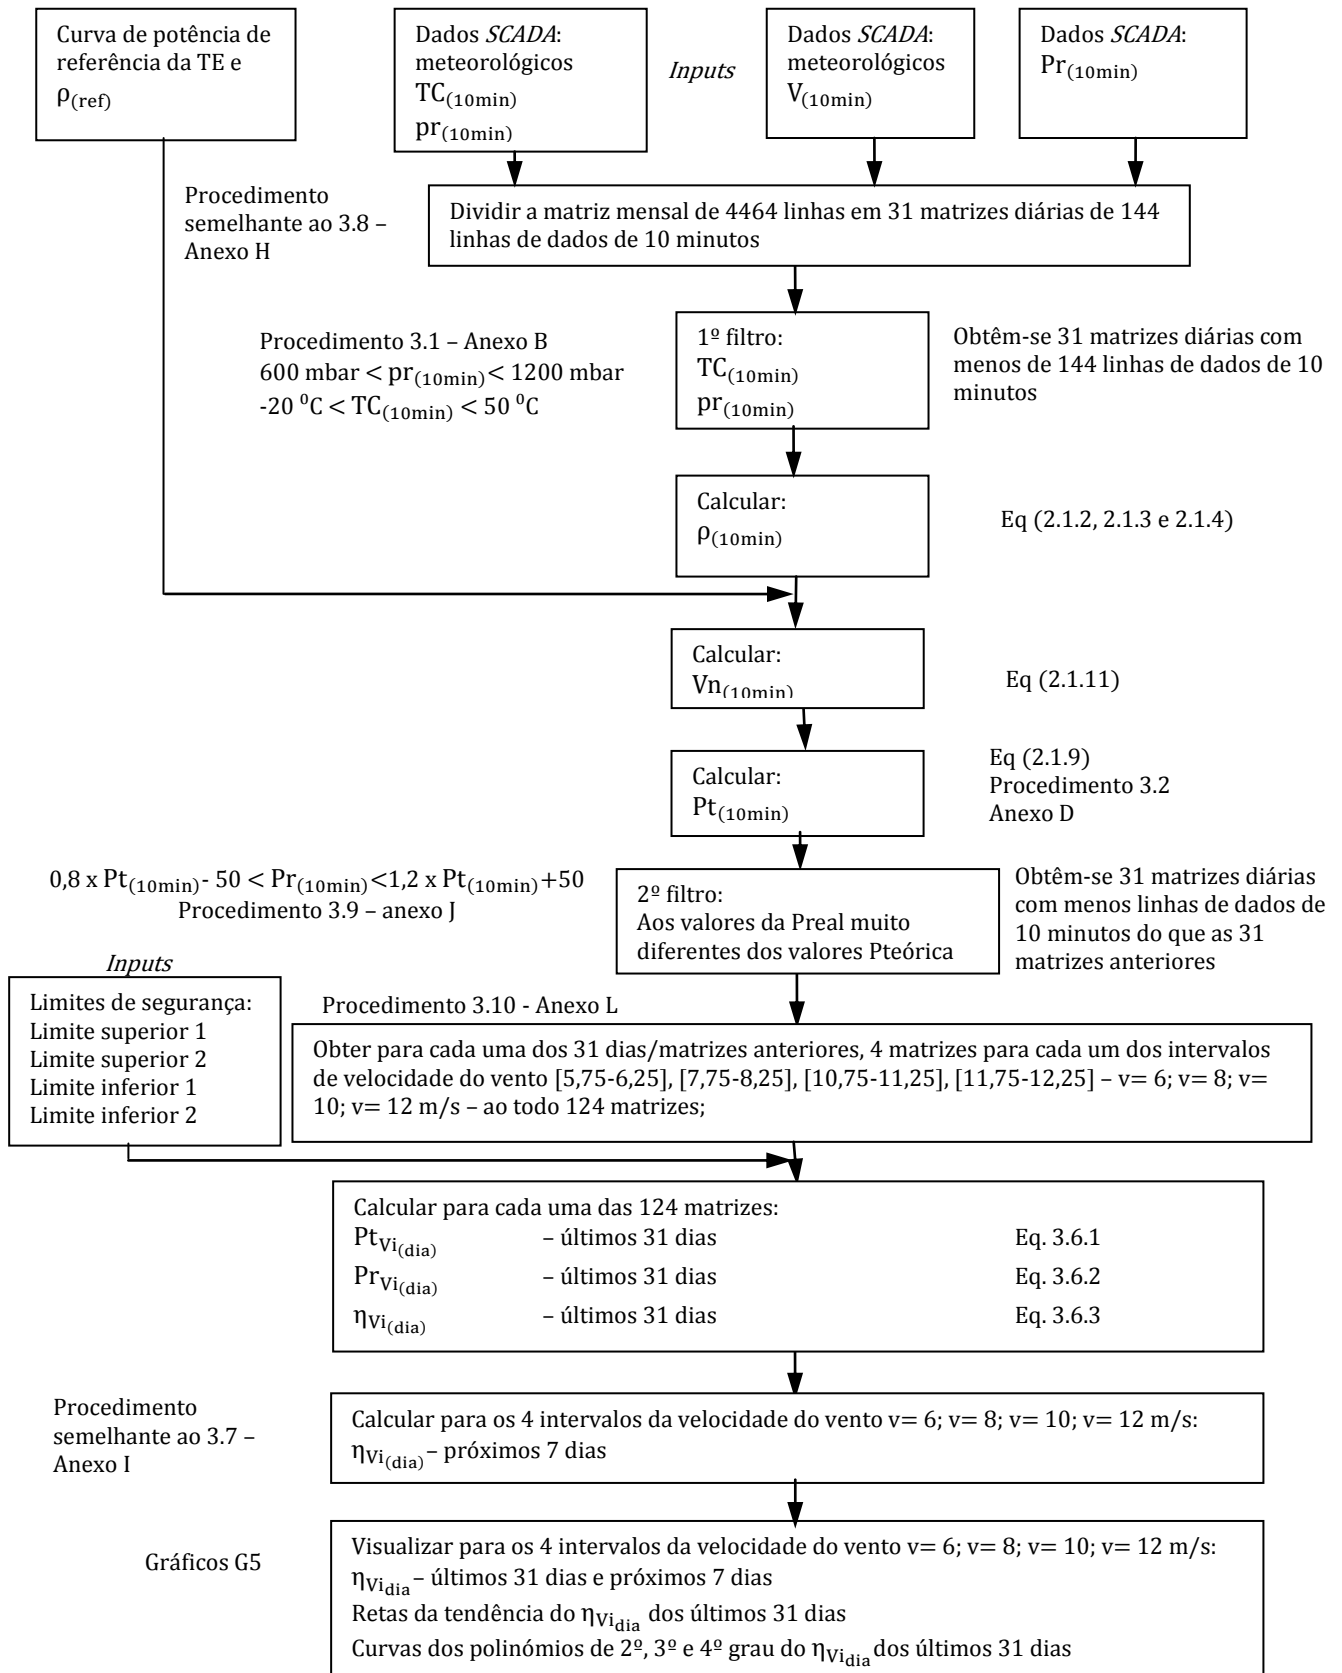 Curva de potência de
referência da TE e
ρ(ref)
Dados SCADA:
meteorológicos
TC(10min)
pr(10min)
Inputs
Dados SCADA:
meteorológicos
V(10min)
Dados SCADA:
Pr(10min)
Procedimento
semelhante ao 3.8 –
Anexo H
Dividir a matriz mensal de 4464 linhas em 31 matrizes diárias de 144
linhas de dados de 10 minutos
Procedimento 3.1 – Anexo B
600 mbar < pr(10min)< 1200 mbar
-20 ⁰C < TC(10min) < 50 ⁰C
1º filtro:
TC(10min)
pr(10min)
Obtêm-se 31 matrizes diárias com
menos de 144 linhas de dados de 10
minutos
Calcular:
ρ(10min)
Eq (2.1.2, 2.1.3 e 2.1.4)
Calcular:
Vn(10min)
Eq (2.1.11)
Calcular:
Pt(10min)
Eq (2.1.9)
Procedimento 3.2
Anexo D
0,8 x Pt(10min)- 50 < Pr(10min)<1,2 x Pt(10min)+50
Procedimento 3.9 – anexo J
2º filtro:
Aos valores da Preal muito
diferentes dos valores Pteórica
Obtêm-se 31 matrizes diárias
com menos linhas de dados de
10 minutos do que as 31
matrizes anteriores
Inputs
Limites de segurança:
Limite superior 1
Limite superior 2
Limite inferior 1
Limite inferior 2
Procedimento 3.10 - Anexo L
Obter para cada uma dos 31 dias/matrizes anteriores, 4 matrizes para cada um dos intervalos
de velocidade do vento [5,75-6,25], [7,75-8,25], [10,75-11,25], [11,75-12,25] – v= 6; v= 8; v=
10; v= 12 m/s – ao todo 124 matrizes;
Calcular para cada uma das 124 matrizes:
PtVi(dia) – últimos 31 dias Eq. 3.6.1
PrVi(dia) – últimos 31 dias Eq. 3.6.2
ηVi(dia) – últimos 31 dias Eq. 3.6.3
Procedimento
semelhante ao 3.7 –
Anexo I
Calcular para os 4 intervalos da velocidade do vento v= 6; v= 8; v= 10; v= 12 m/s:
ηVi(dia) – próximos 7 dias
Gráficos G5
Visualizar para os 4 intervalos da velocidade do vento v= 6; v= 8; v= 10; v= 12 m/s:
ηVidia – últimos 31 dias e próximos 7 dias
Retas da tendência do ηVidia dos últimos 31 dias
Curvas dos polinómios de 2º, 3º e 4º grau do ηVidia dos últimos 31 dias